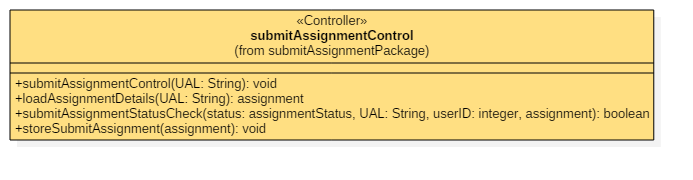 «Controller»
submitAssignmentControl
(from submitAssignmentPackage)
+submitAssignmentControl(UAL: String): void
+loadAssignmentDetails(UAL: String): assignment
+submitAssignmentStatusCheck(status: assignmentStatus, UAL: String, userID: integer, assignment): boolean
+storeSubmitAssignment(assignment): void